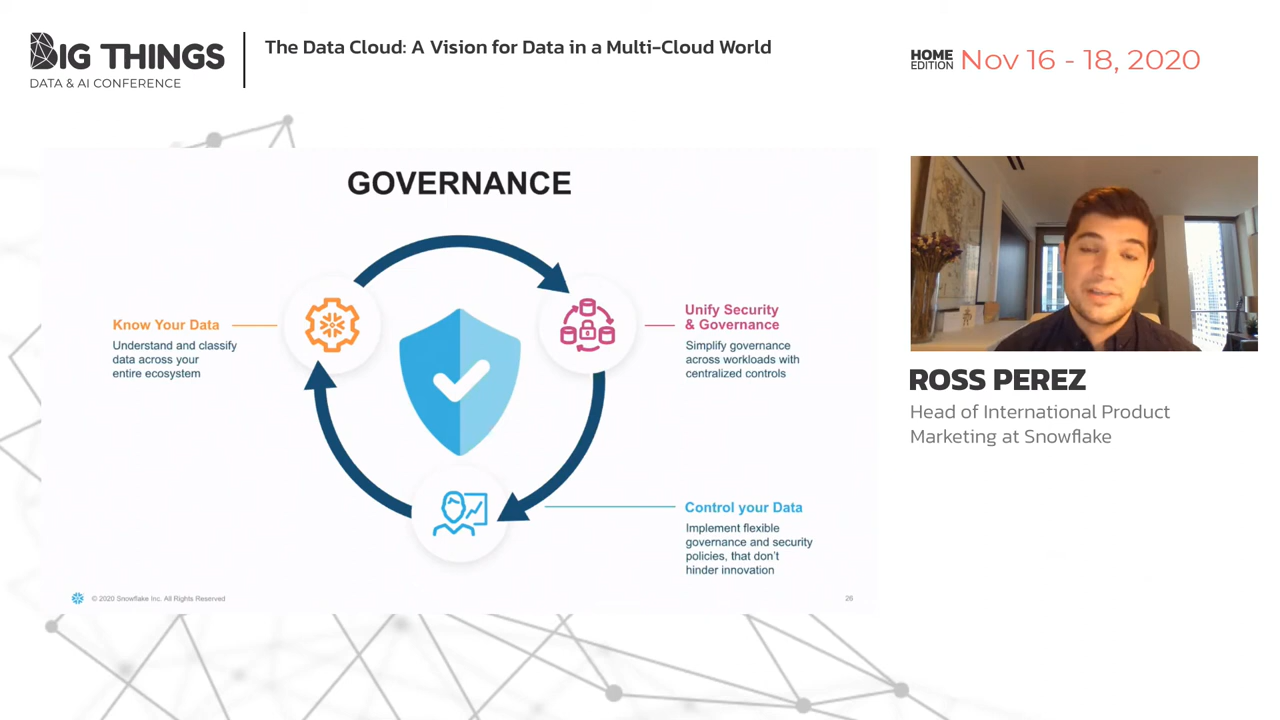 BIG THINGS
DATA & AI CONFERENCE
The Data Cloud: A Vision for Data in a Multi-Cloud World
HOME
EDITION
Nov 16 - 18, 2020
GOVERNANCE
Know Your Data
Understand and classify
data across your
entire ecosystem
Unify Security
& Governance
Simplify governance
across workloads with
centralized controls
Control your Data
Implement flexible
governance and security
policies, that don't
hinder innovation
© 2020 Snowflake Inc. All Rights Reserved
26
ROSS PEREZ
Head of International Product
Marketing at Snowflake